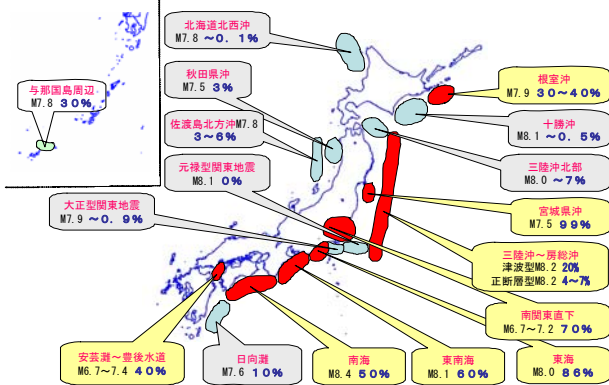 北海道北西沖
M7.8 ～0.1%
秋田県沖
M7.5 3%
与那国島周辺
M7.8 30%
佐渡島北方沖M7.8
3～6%
元禄型関東地震
M8.1 0%
大正型関東地震
M7.9 ～0.9%
根室沖
M7.9 30～40%
十勝沖
M8.1 ～0.5%
三陸沖北部
M8.0 ～7%
宮城県沖
M7.5 99%
三陸沖～房総沖
津波型M8.2 20%
正断層型M8.2 4～7%
南関東直下
M6.7～7.2 70%
安芸灘～豊後水道
M6.7～7.4 40%
日向灘
M7.6 10%
南海
M8.4 50%
東南海
M8.1 60%
東海
M8.0 86%